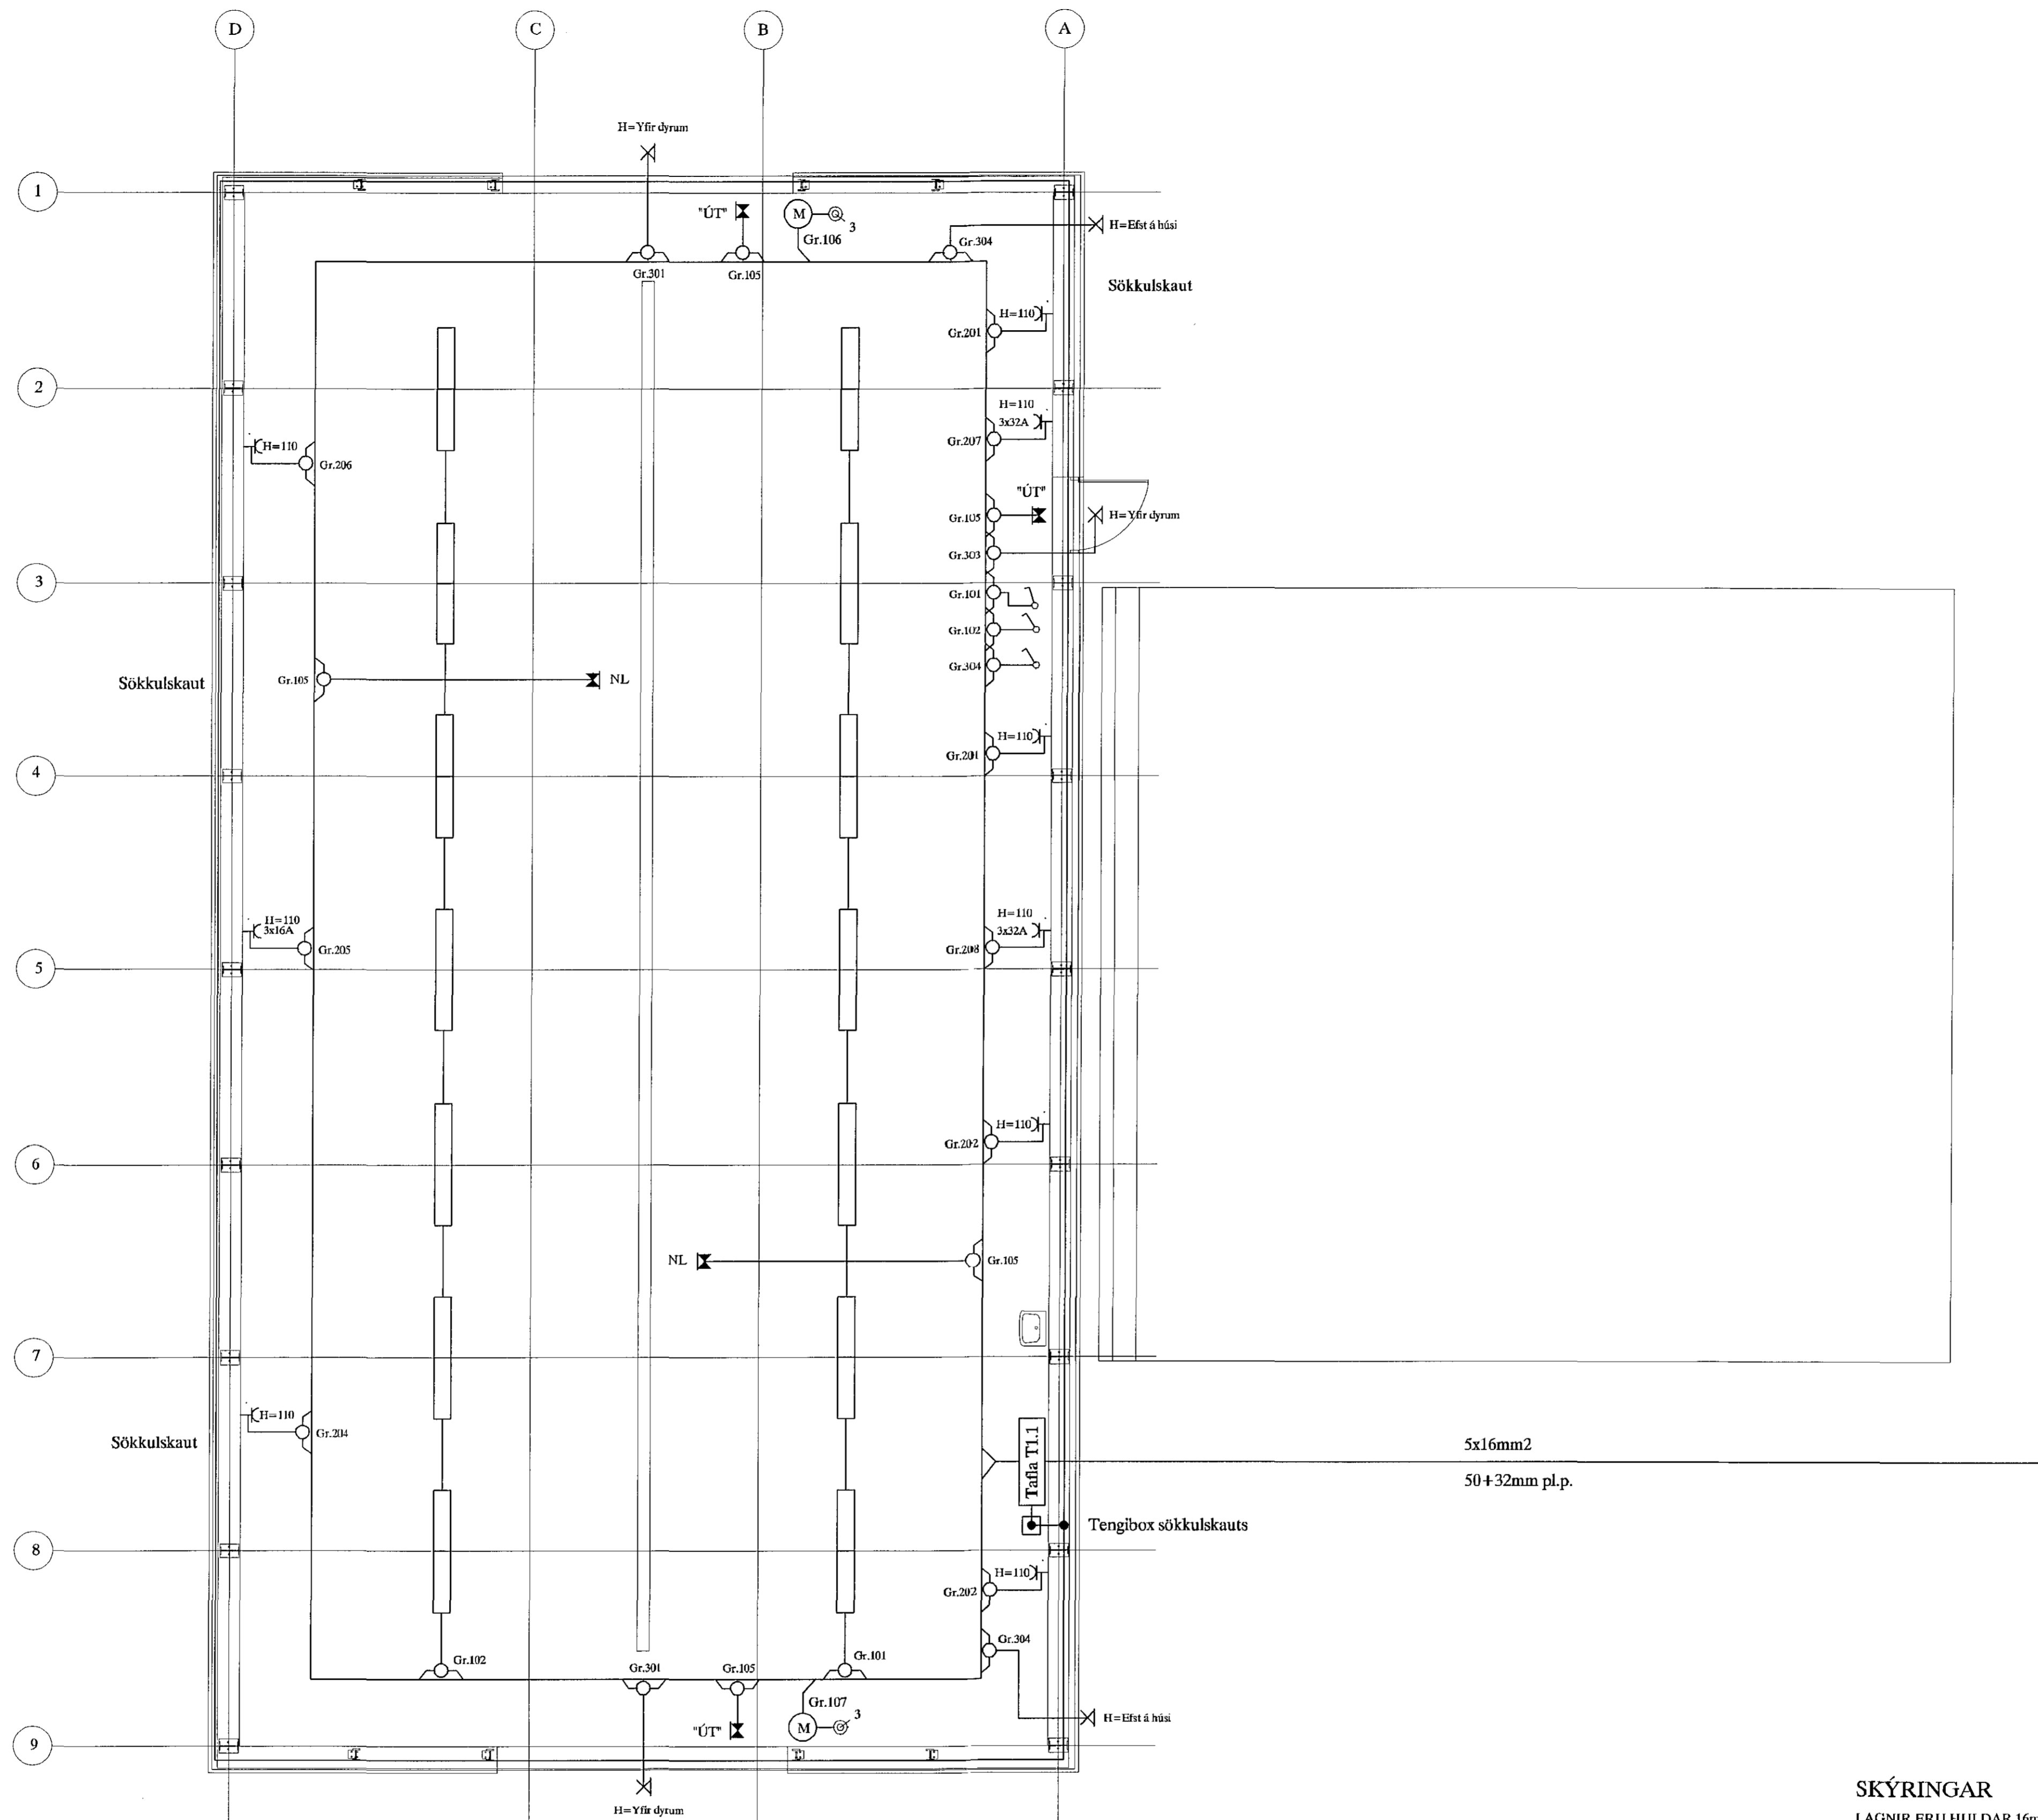 D
C
B
A
H=Yfir dyrum
1
"ÚT"
M
3
Gr.106
Gr.304
H=Efst á húsi
Gr.301
Gr.105
Sökkulskaut
H=110
Gr.201
2
H=110
3x32A
Gr.207
H=110
Gr.206
"ÚT"
Gr.105
H=Yfir dyrum
Gr.303
3
Gr.101
Gr.102
Gr.304
Sökkulskaut
Gr.105
NL
H=110
Gr.201
4
H=110
3x16A
Gr.205
H=110
3x32A
Gr.208
5
H=110
Gr.202
6
NL
Gr.105
7
H=110
Gr.204
Sökkulskaut
Tafla T1.1
5x16mm2
50+32mm pl.p.
Tengibox sökkulskauts
8
H=110
Gr.202
Gr.304
Gr.102
Gr.301
Gr.105
Gr.101
Gr.107
"ÚT"
M
3
H=Efst á húsi
9
H=Yfir dyrum
SKÝRINGAR
LAGNIR ERU HULDAR 16m